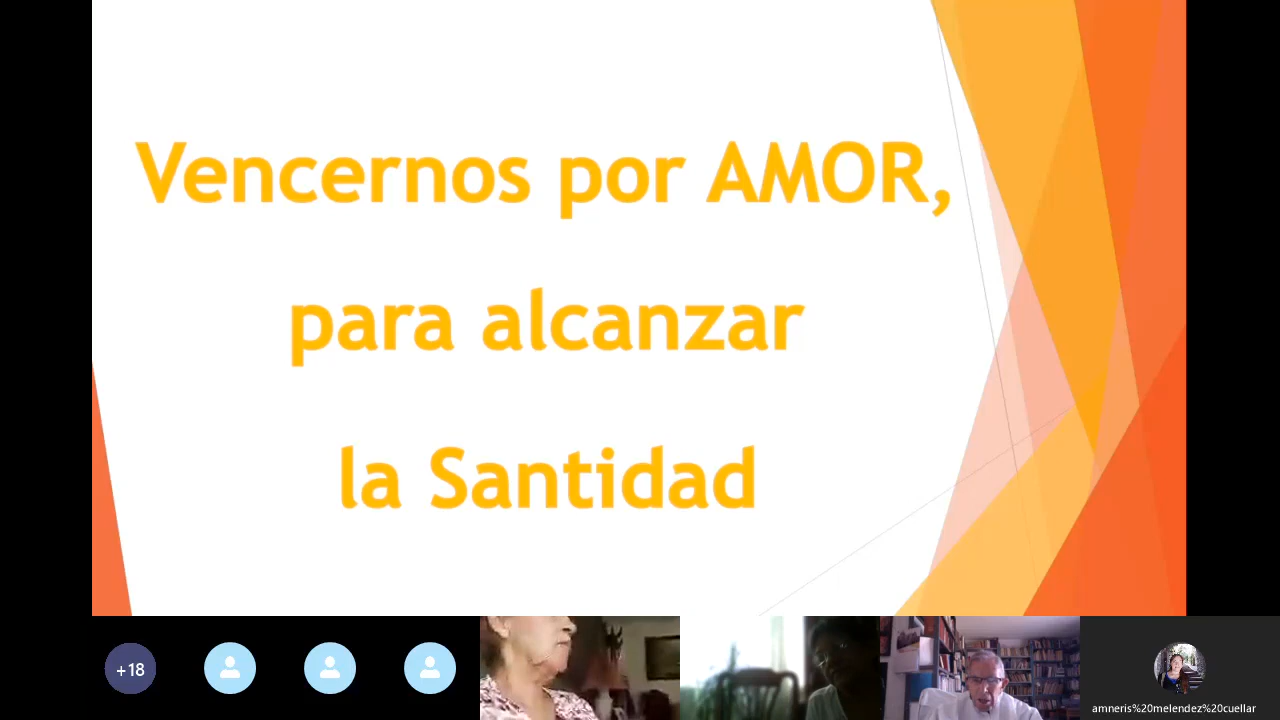 Vencernos por AMOR,
para alcanzar
la Santidad
+18
amneris%20melendez%20cuellar